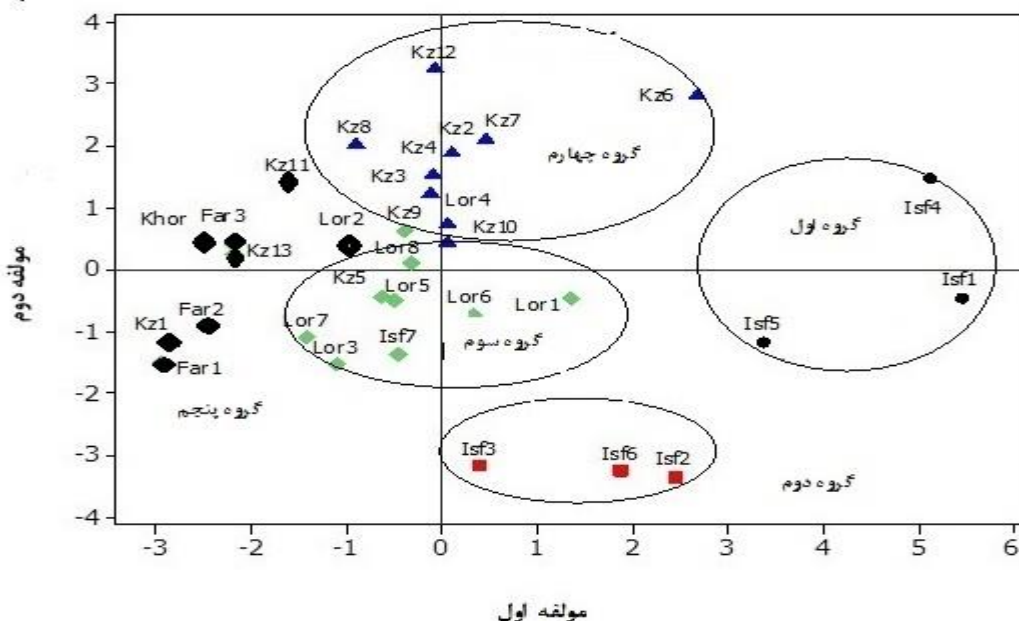 4
Kz12
3
Kz6
Kz8
Kz2
Kz7
2
Kz4
گروه چهارم
Kz11
Kz3
Isf4
1
Khor
Far3
Lor2
Kz9
Lor4
Kz10
گروه اول
Kz13
Lor8
0
مولفه دوم
Kz5
Lor5
Lor6
Lor1
Isf1
Far2
-1
Kz1
Lor7
Isf7
گروه سوم
Isf5
Far1
Lor3
-2
گروه پنجم
-3
Isf3
Isf6
Isf2
گروه دوم
-4
-3 -2 -1 0 1 2 3 4 5 6
مولفه اول